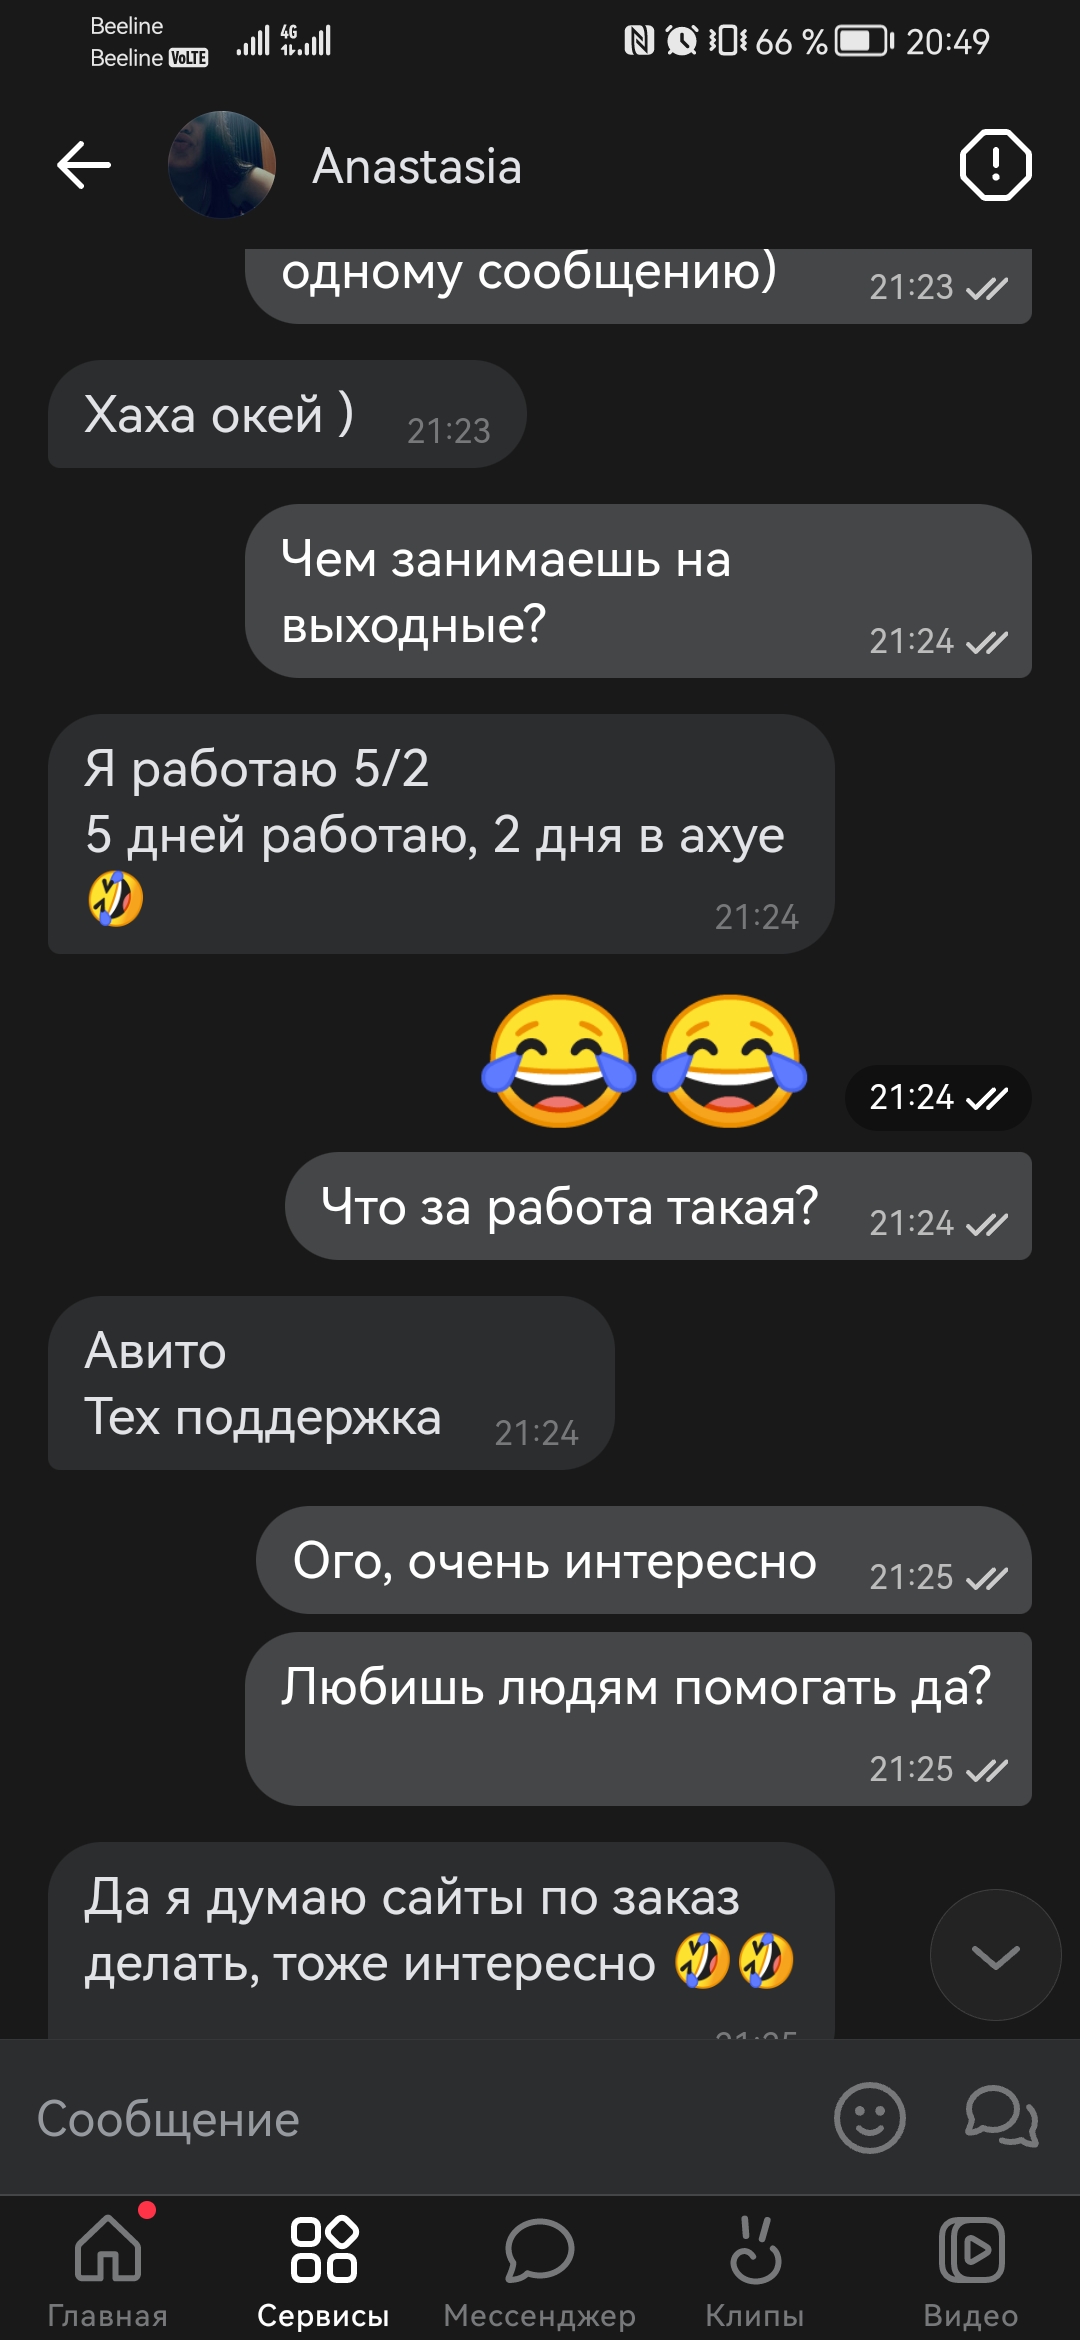 Beeline
Beeline VoLTE
4G
66 %
20:49
Anastasia
одному сообщению)
21:23
Хаха окей )
21:23
Чем занимаешь на
выходные?
21:24
Я работаю 5/2
5 дней работаю, 2 дня в ахуе
🤣
21:24
😂😂
21:24
Что за работа такая?
21:24
Авито
Тех поддержка
21:24
Ого, очень интересно
21:25
Любишь людям помогать да?
21:25
Да я думаю сайты по заказ
делать, тоже интересно 🤣🤣
21:25
Сообщение
Главная
Сервисы
Мессенджер
Клипы
Видео